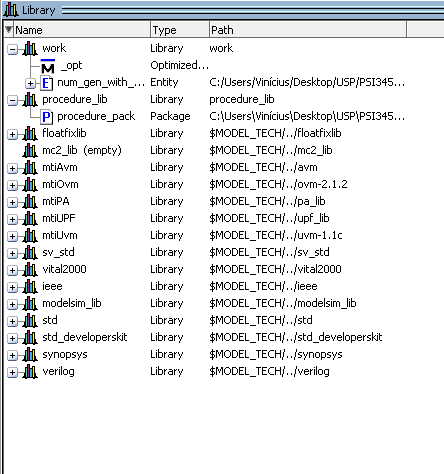 Library
Name Type Path
work Library work
_opt Optimized...
num_gen_with_... Entity C:/Users/Vinícius/Desktop/USP/PSI345...
procedure_lib Library procedure_lib
procedure_pack Package C:\Users\Vinícius\Desktop\USP\PSI345...
floatfixlib Library $MODEL_TECH/../floatfixlib
mc2_lib (empty) Library $MODEL_TECH/../mc2_lib
mtiAvm Library $MODEL_TECH/../avm
mtiOvm Library $MODEL_TECH/../ovm-2.1.2
mtiPA Library $MODEL_TECH/../pa_lib
mtiUPF Library $MODEL_TECH/../upf_lib
mtiUvm Library $MODEL_TECH/../uvm-1.1c
sv_std Library $MODEL_TECH/../sv_std
vital2000 Library $MODEL_TECH/../vital2000
ieee Library $MODEL_TECH/../ieee
modelsim_lib Library $MODEL_TECH/../modelsim_lib
std Library $MODEL_TECH/../std
std_developerskit Library $MODEL_TECH/../std_developerskit
synopsys Library $MODEL_TECH/../synopsys
verilog Library $MODEL_TECH/../verilog